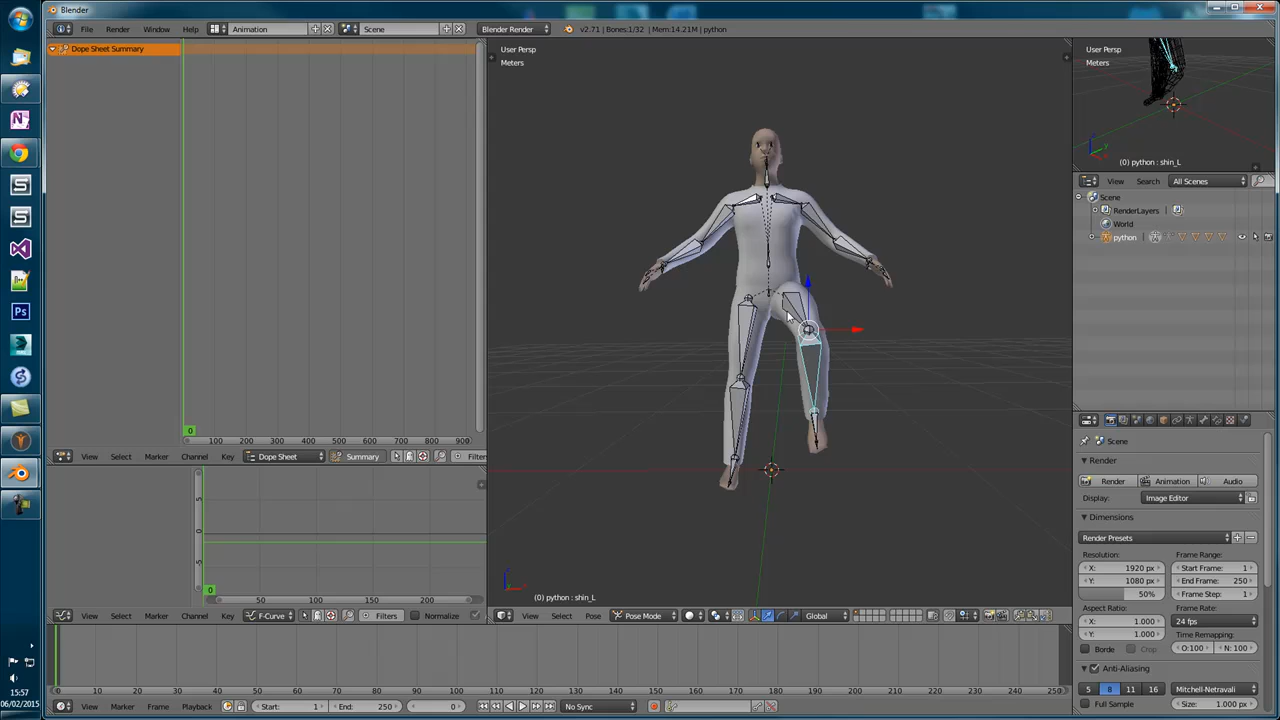 Blender
File Render Window Help Animation Scene Blender Render v2.71 | Bones:1/32 | Mem:14.21M | python
Dope Sheet Summary
0
100 200 300 400 500 600 700 800 900
View Select Marker Channel Key Dope Sheet Summary Filters
5
0
-5
0
50 100 150 200
View Select Marker Channel Key F-Curve Filters Normalize
User Persp
Meters
(0) python : shin_L
View Select Pose Pose Mode Global
User Persp
Meters
(0) python : shin_L
View Search All Scenes
Scene
RenderLayers
World
python
Scene
Render
Render Animation Audio
Display: Image Editor
Dimensions
Render Presets
Resolution: Frame Range:
X: 1920 px Start Frame: 1
Y: 1080 px End Frame: 250
50% Frame Step: 1
Aspect Ratio: Frame Rate:
X: 1.000 24 fps
Y: 1.000 Time Remapping:
Borde Crop O:100 N: 100
Anti-Aliasing
5 8 11 16 Mitchell-Netravali
Full Sample Size: 1.000 px
0 10 20 30 40 50 60 70 80 90 100 110 120 130 140 150 160 170 180 190 200 210 220 230 240 250
View Marker Frame Playback Start: 1 End: 250 0 No Sync
Ps
15:57
06/02/2015